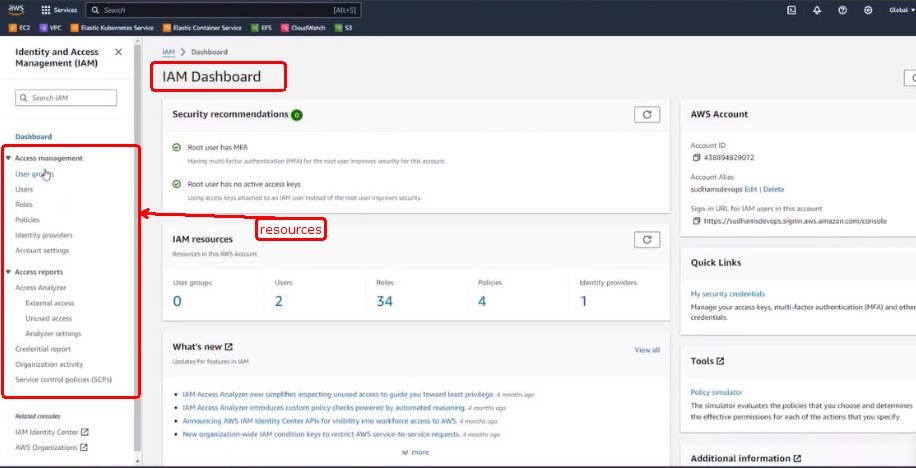 aws
Services
Search
[Alt+S]
Global
EC2
VPC
Elastic Kubernetes Service
Elastic Container Service
EFS
CloudWatch
S3
Identity and Access
Management (IAM)
Search IAM
Dashboard
Access management
User groups
Users
Roles
Policies
Identity providers
Account settings
Access reports
Access Analyzer
External access
Unused access
Analyzer settings
Credential report
Organization activity
Service control policies (SCPs)
Related consoles
IAM Identity Center
AWS Organizations
resources
IAM > Dashboard
IAM Dashboard
Security recommendations 0
Root user has MFA
Having multi-factor authentication (MFA) for the root user improves security for this account.
Root user has no active access keys
Using access keys attached to an IAM user instead of the root user improves security.
IAM resources
Resources in this AWS Account
User groups
0
Users
2
Roles
34
Policies
4
Identity providers
1
What's new
View all
Updates for features in IAM
IAM Access Analyzer now simplifies inspecting unused access to guide you toward least privilege. 4 months ago
IAM Access Analyzer introduces custom policy checks powered by automated reasoning. 4 months ago
Announcing AWS IAM Identity Center APIs for visibility into workforce access to AWS. 4 months ago
New organization-wide IAM condition keys to restrict AWS service-to-service requests. 4 months ago
more
AWS Account
Account ID
438894829072
Account Alias
sudhamsdevops Edit | Delete
Sign-in URL for IAM users in this account
https://sudhamsdevops.signin.aws.amazon.com/console
Quick Links
My security credentials
Manage your access keys, multi-factor authentication (MFA) and other
credentials.
Tools
Policy simulator
The simulator evaluates the policies that you choose and determines
the effective permissions for each of the actions that you specify.
Additional information